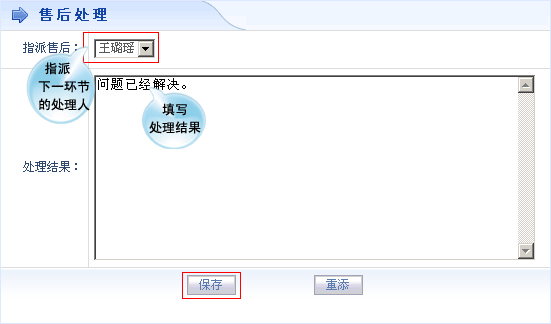 售后处理
指派售后：
王璐瑶
指派
下一环节
的处理人
问题已经解决。
填写
处理结果
处理结果：
保存
重添